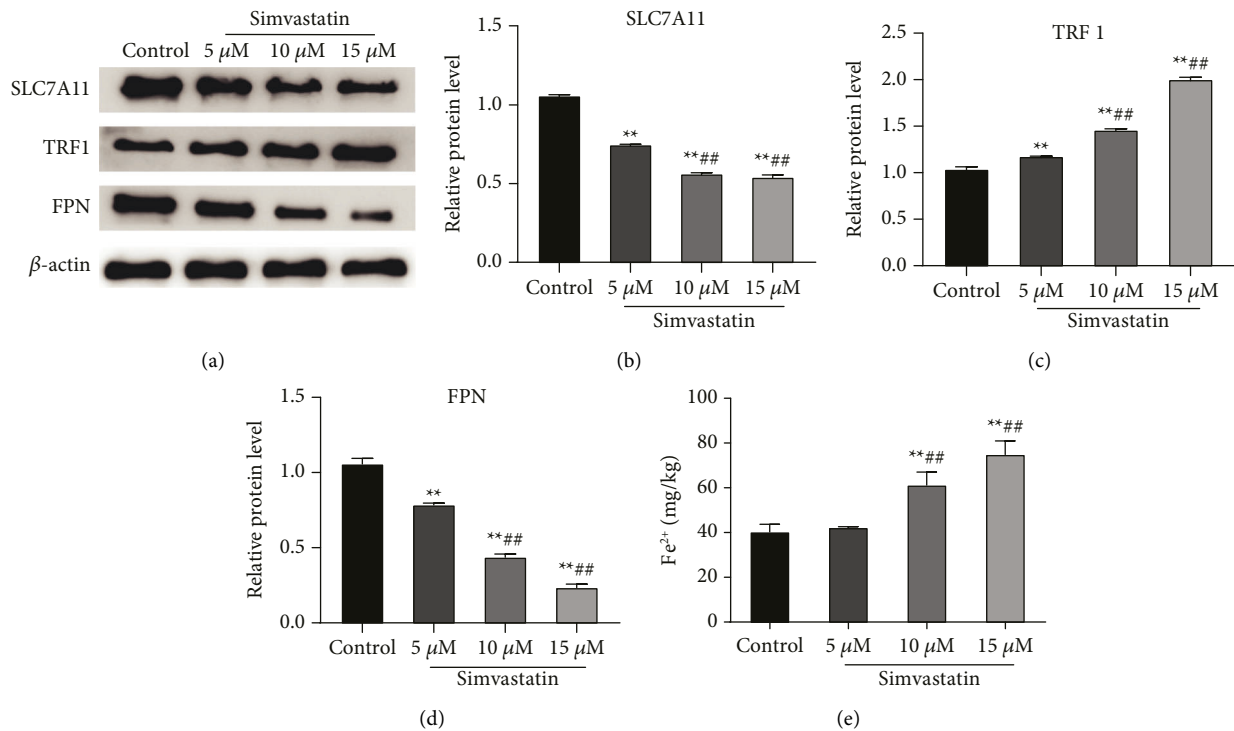 Simvastatin
Control 5 μM 10 μM 15 μM
SLC7A11
TRF1
FPN
β-actin
(a)
SLC7A11
Relative protein level
1.5
1.0
0.5
0.0
**
**##
**##
Control 5 μM 10 μM 15 μM
Simvastatin
(b)
TRF 1
Relative protein level
2.5
2.0
1.5
1.0
0.5
0.0
**
**##
**##
Control 5 μM 10 μM 15 μM
Simvastatin
(c)
FPN
Relative protein level
1.5
1.0
0.5
0.0
**
**##
**##
Control 5 μM 10 μM 15 μM
Simvastatin
(d)
Fe²⁺ (mg/kg)
100
80
60
40
20
0
**##
**##
Control 5 μM 10 μM 15 μM
Simvastatin
(e)